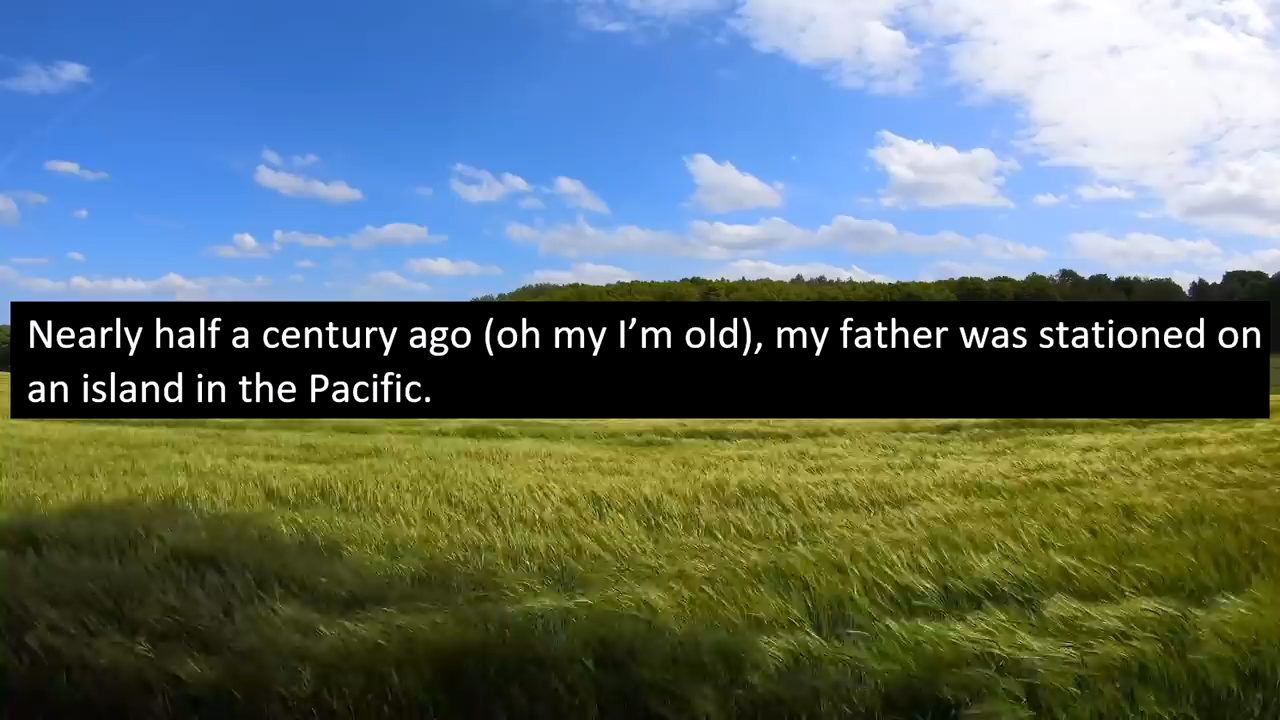 Nearly half a century ago (oh my I’m old), my father was stationed on
an island in the Pacific.